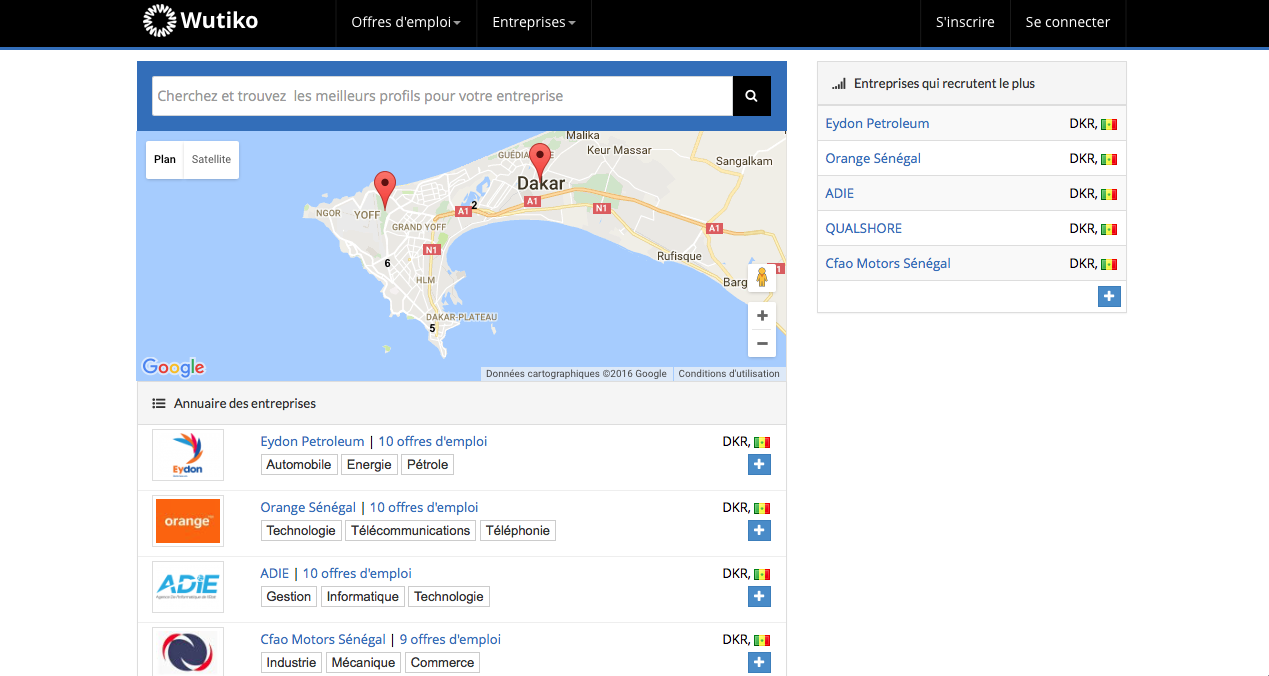 Wutiko
Offres d'emploi
Entreprises
S'inscrire
Se connecter
Cherchez et trouvez les meilleurs profils pour votre entreprise
Plan
Satellite
Malika
Keur Massar
Sangalkam
Dakar
A1
NGOR
YOFF
A1
2
N1
GRAND YOFF
A1
N1
Rufisque
6
HLM
Barg
DAKAR-PLATEAU
5
+
−
Google
Données cartographiques ©2016 Google
Conditions d'utilisation
Annuaire des entreprises
Eydon
Eydon Petroleum | 10 offres d'emploi
DKR,
Automobile
Energie
Pétrole
orange™
Orange Sénégal | 10 offres d'emploi
DKR,
Technologie
Télécommunications
Téléphonie
ADIE
ADIE | 10 offres d'emploi
DKR,
Gestion
Informatique
Technologie
Cfao Motors Sénégal | 9 offres d'emploi
DKR,
Industrie
Mécanique
Commerce
Entreprises qui recrutent le plus
Eydon Petroleum DKR,
Orange Sénégal DKR,
ADIE DKR,
QUALSHORE DKR,
Cfao Motors Sénégal DKR,